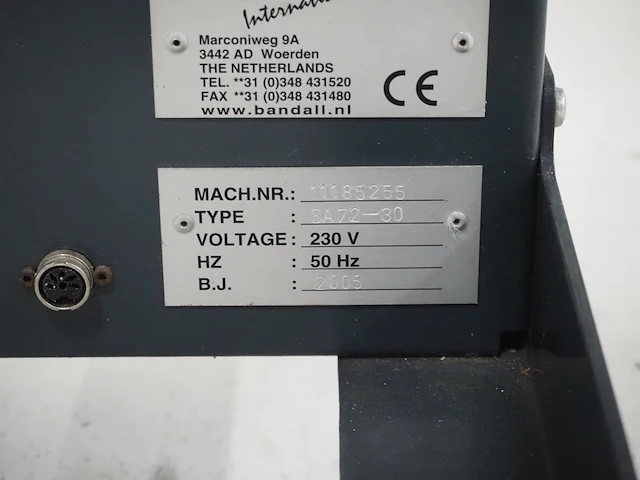 International
Marconiweg 9A
3442 AD Woerden
THE NETHERLANDS
TEL. **31 (0)348 431520
FAX **31 (0)348 431480
www.bandall.nl
CE
MACH.NR.: 11185255
TYPE : BA72-30
VOLTAGE : 230 V
HZ : 50 Hz
B.J. : 2005